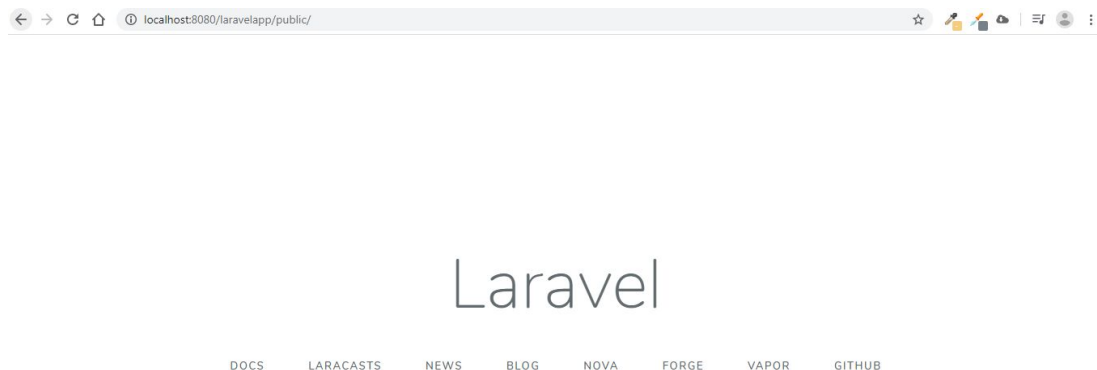 localhost:8080/laravelapp/public/
Laravel
DOCS LARACASTS NEWS BLOG NOVA FORGE VAPOR GITHUB